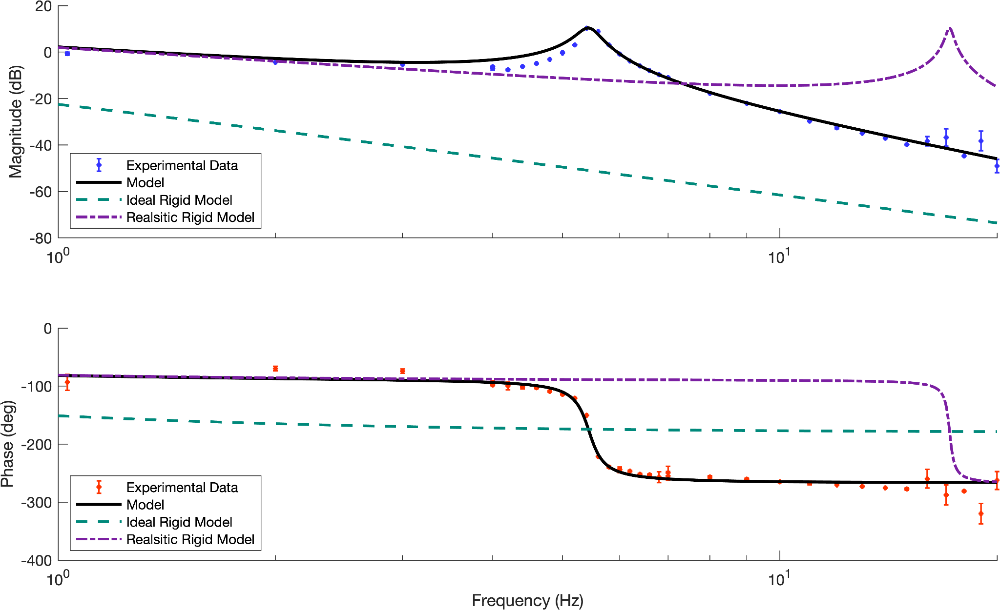 20
0
-20
-40
-60
-80
Magnitude (dB)
Experimental Data
Model
Ideal Rigid Model
Realsitic Rigid Model
10^0
10^1
0
-100
-200
-300
-400
Phase (deg)
Experimental Data
Model
Ideal Rigid Model
Realsitic Rigid Model
10^0
10^1
Frequency (Hz)